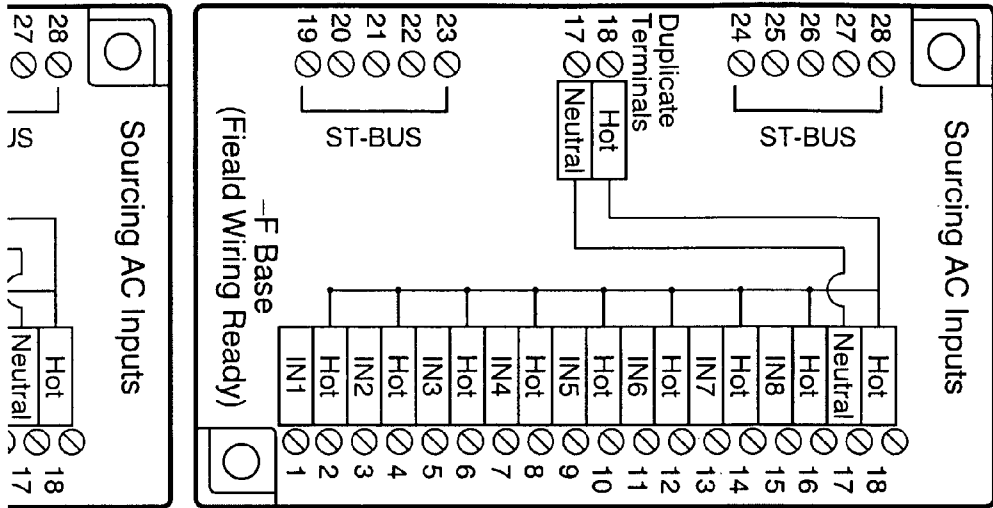 28
27
JS
Sourcing AC Inputs
Hot
Neutral
18
17
Sourcing AC Inputs
28
27
26
25
24
ST-BUS
Duplicate
Terminals
18
17
Hot
Neutral
23
22
21
20
19
ST-BUS
–F Base
(Fieald Wiring Ready)
Hot
Neutral
Hot
IN8
Hot
IN7
Hot
IN6
Hot
IN5
Hot
IN4
Hot
IN3
Hot
IN2
Hot
IN1
18
17
16
15
14
13
12
11
10
9
8
7
6
5
4
3
2
1